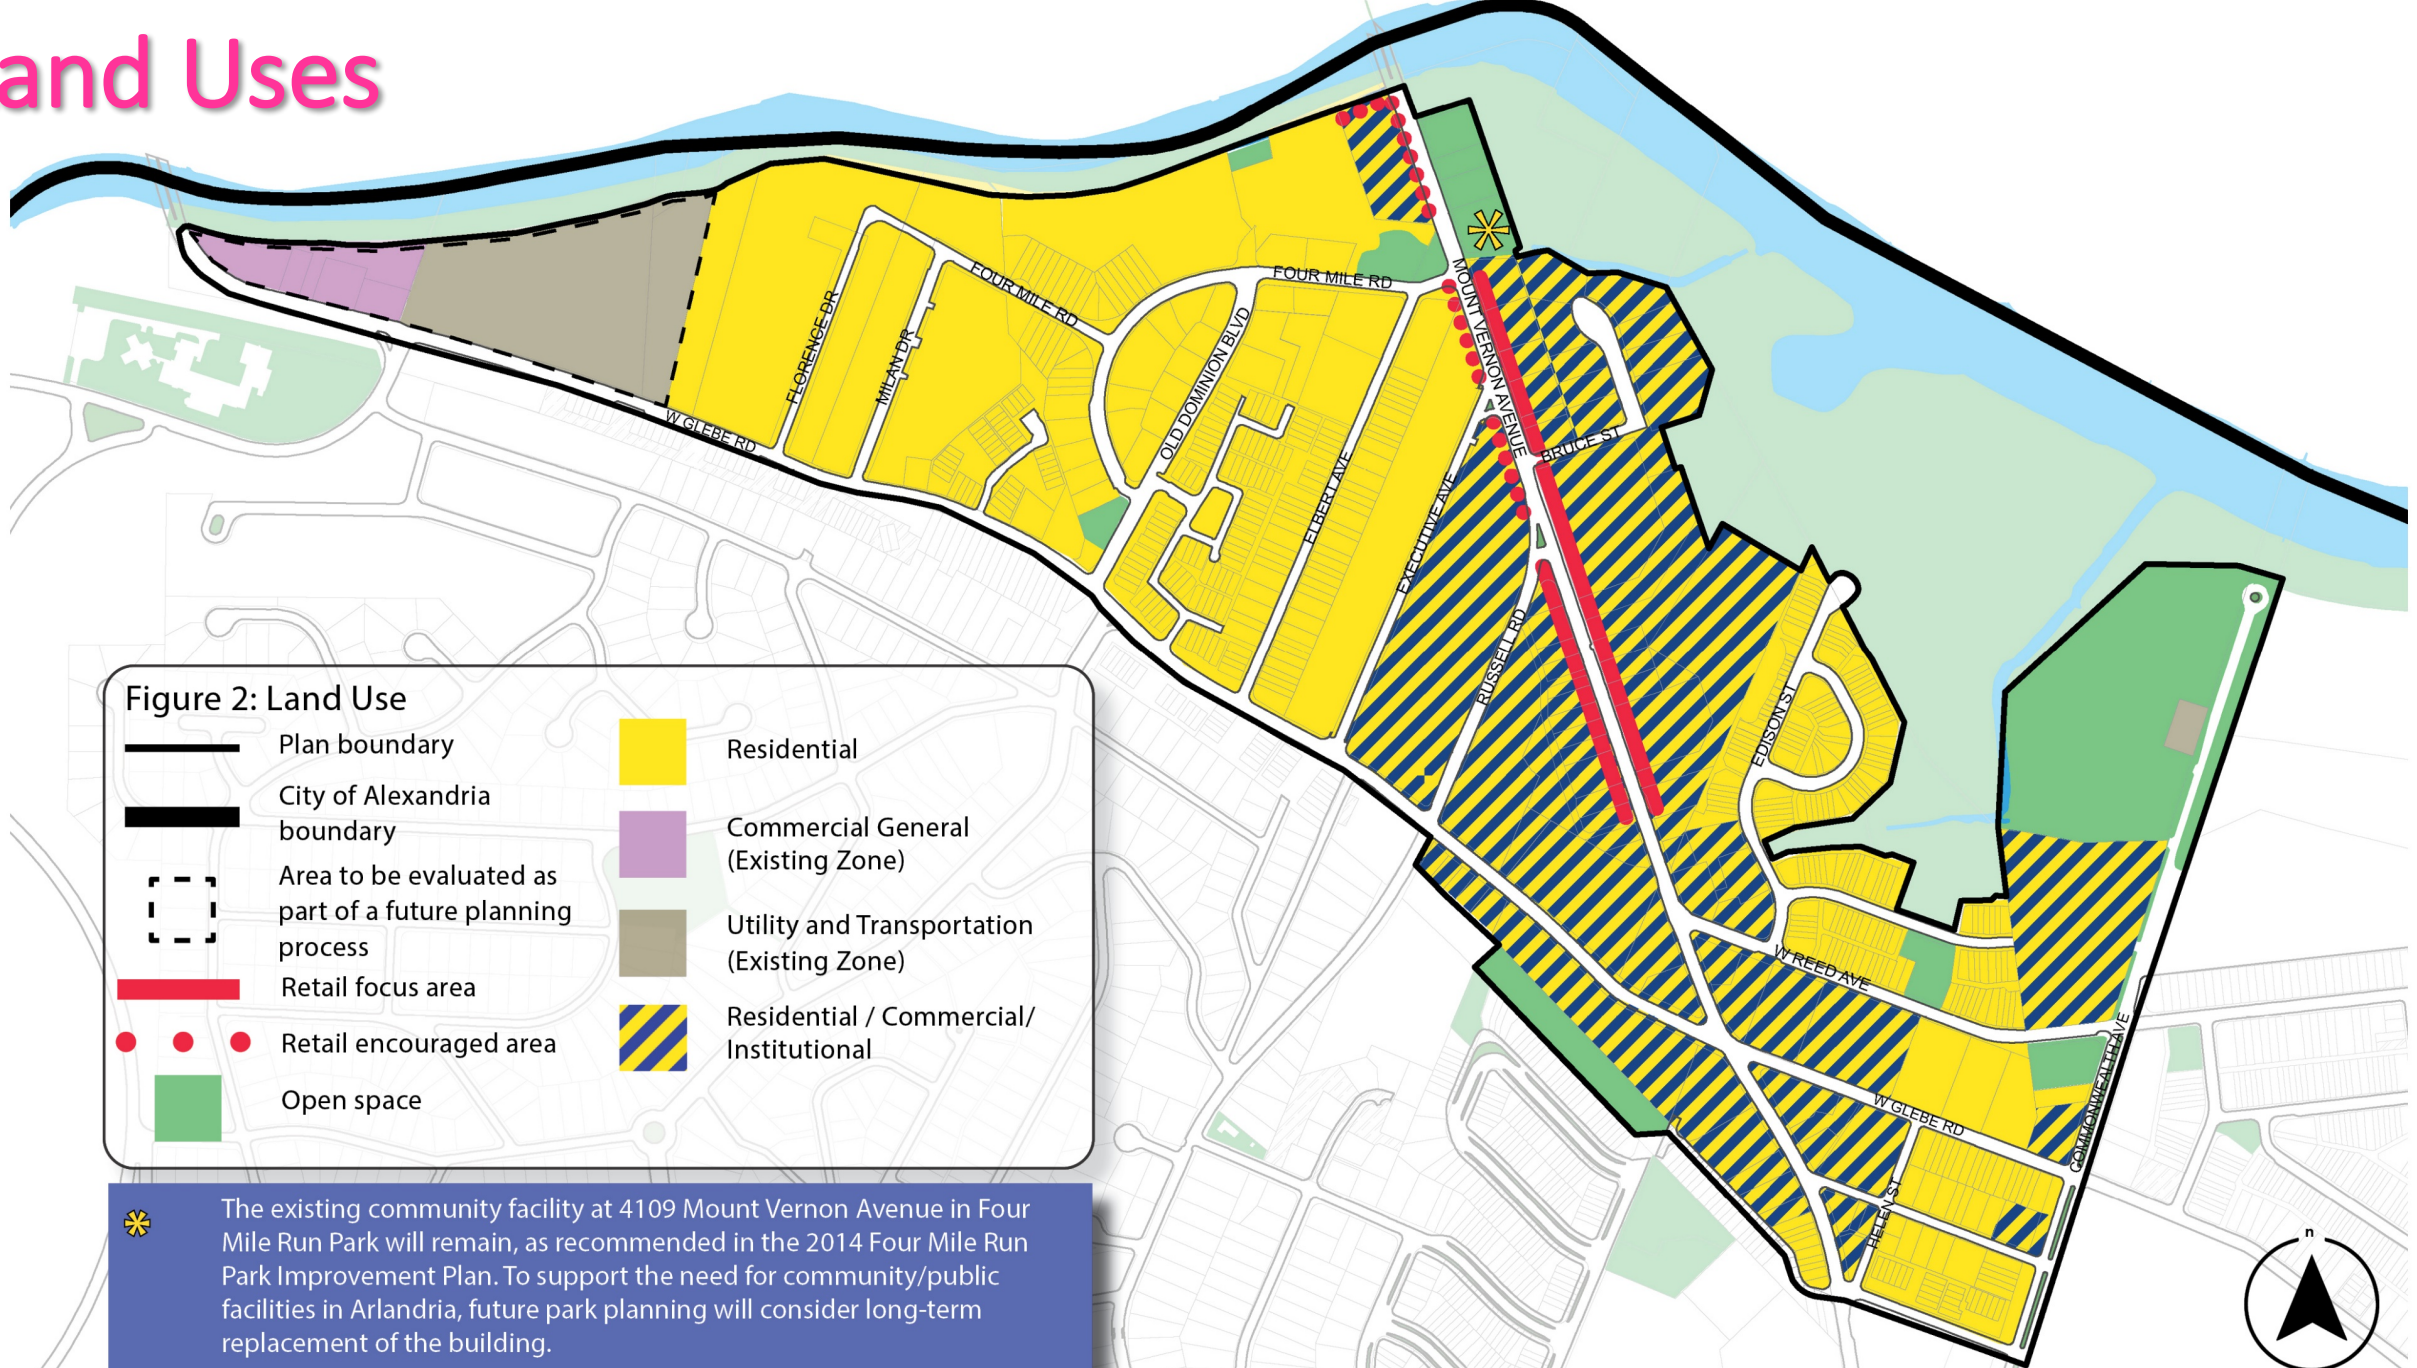 and Uses
FOUR MILE RD
FOUR MILE RD
MOUNT VERNON AVENUE
FLORENCE DR
MILAN DR
OLD DOMINION BLVD
W GLEBE RD
BRUCE ST
ELBERT AVE
EXECUTIVE AVE
RUSSELL RD
EDISON ST
W REED AVE
W GLEBE RD
COMMONWEALTH AVE
HELEN ST
n
Figure 2: Land Use
Plan boundary
City of Alexandria
boundary
Area to be evaluated as
part of a future planning
process
Retail focus area
Retail encouraged area
Open space
Residential
Commercial General
(Existing Zone)
Utility and Transportation
(Existing Zone)
Residential / Commercial/
Institutional
The existing community facility at 4109 Mount Vernon Avenue in Four
Mile Run Park will remain, as recommended in the 2014 Four Mile Run
Park Improvement Plan. To support the need for community/public
facilities in Arlandria, future park planning will consider long-term
replacement of the building.